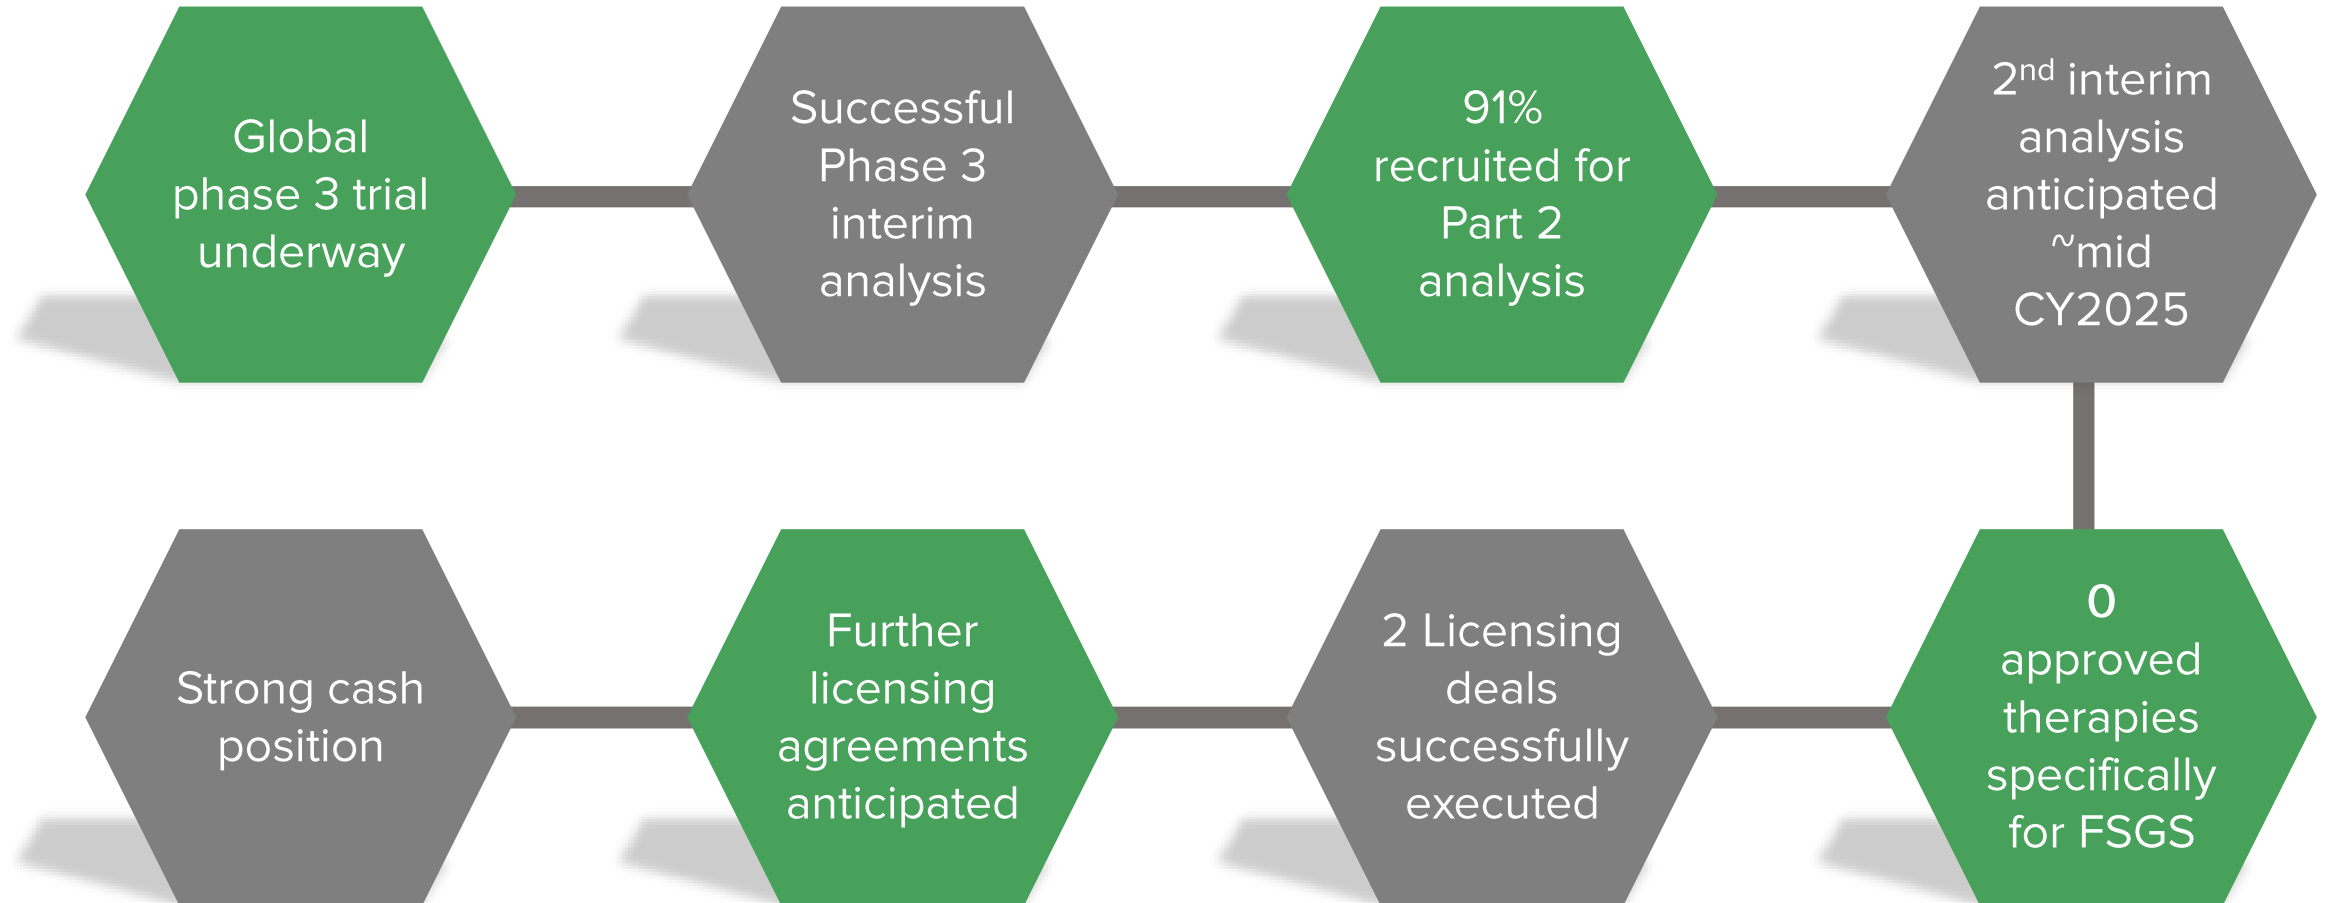 Global
phase 3 trial
underway
Successful
Phase 3
interim
analysis
91%
recruited for
Part 2
analysis
2nd interim
analysis
anticipated
~mid
CY2025
0
approved
therapies
specifically
for FSGS
2 Licensing
deals
successfully
executed
Further
licensing
agreements
anticipated
Strong cash
position